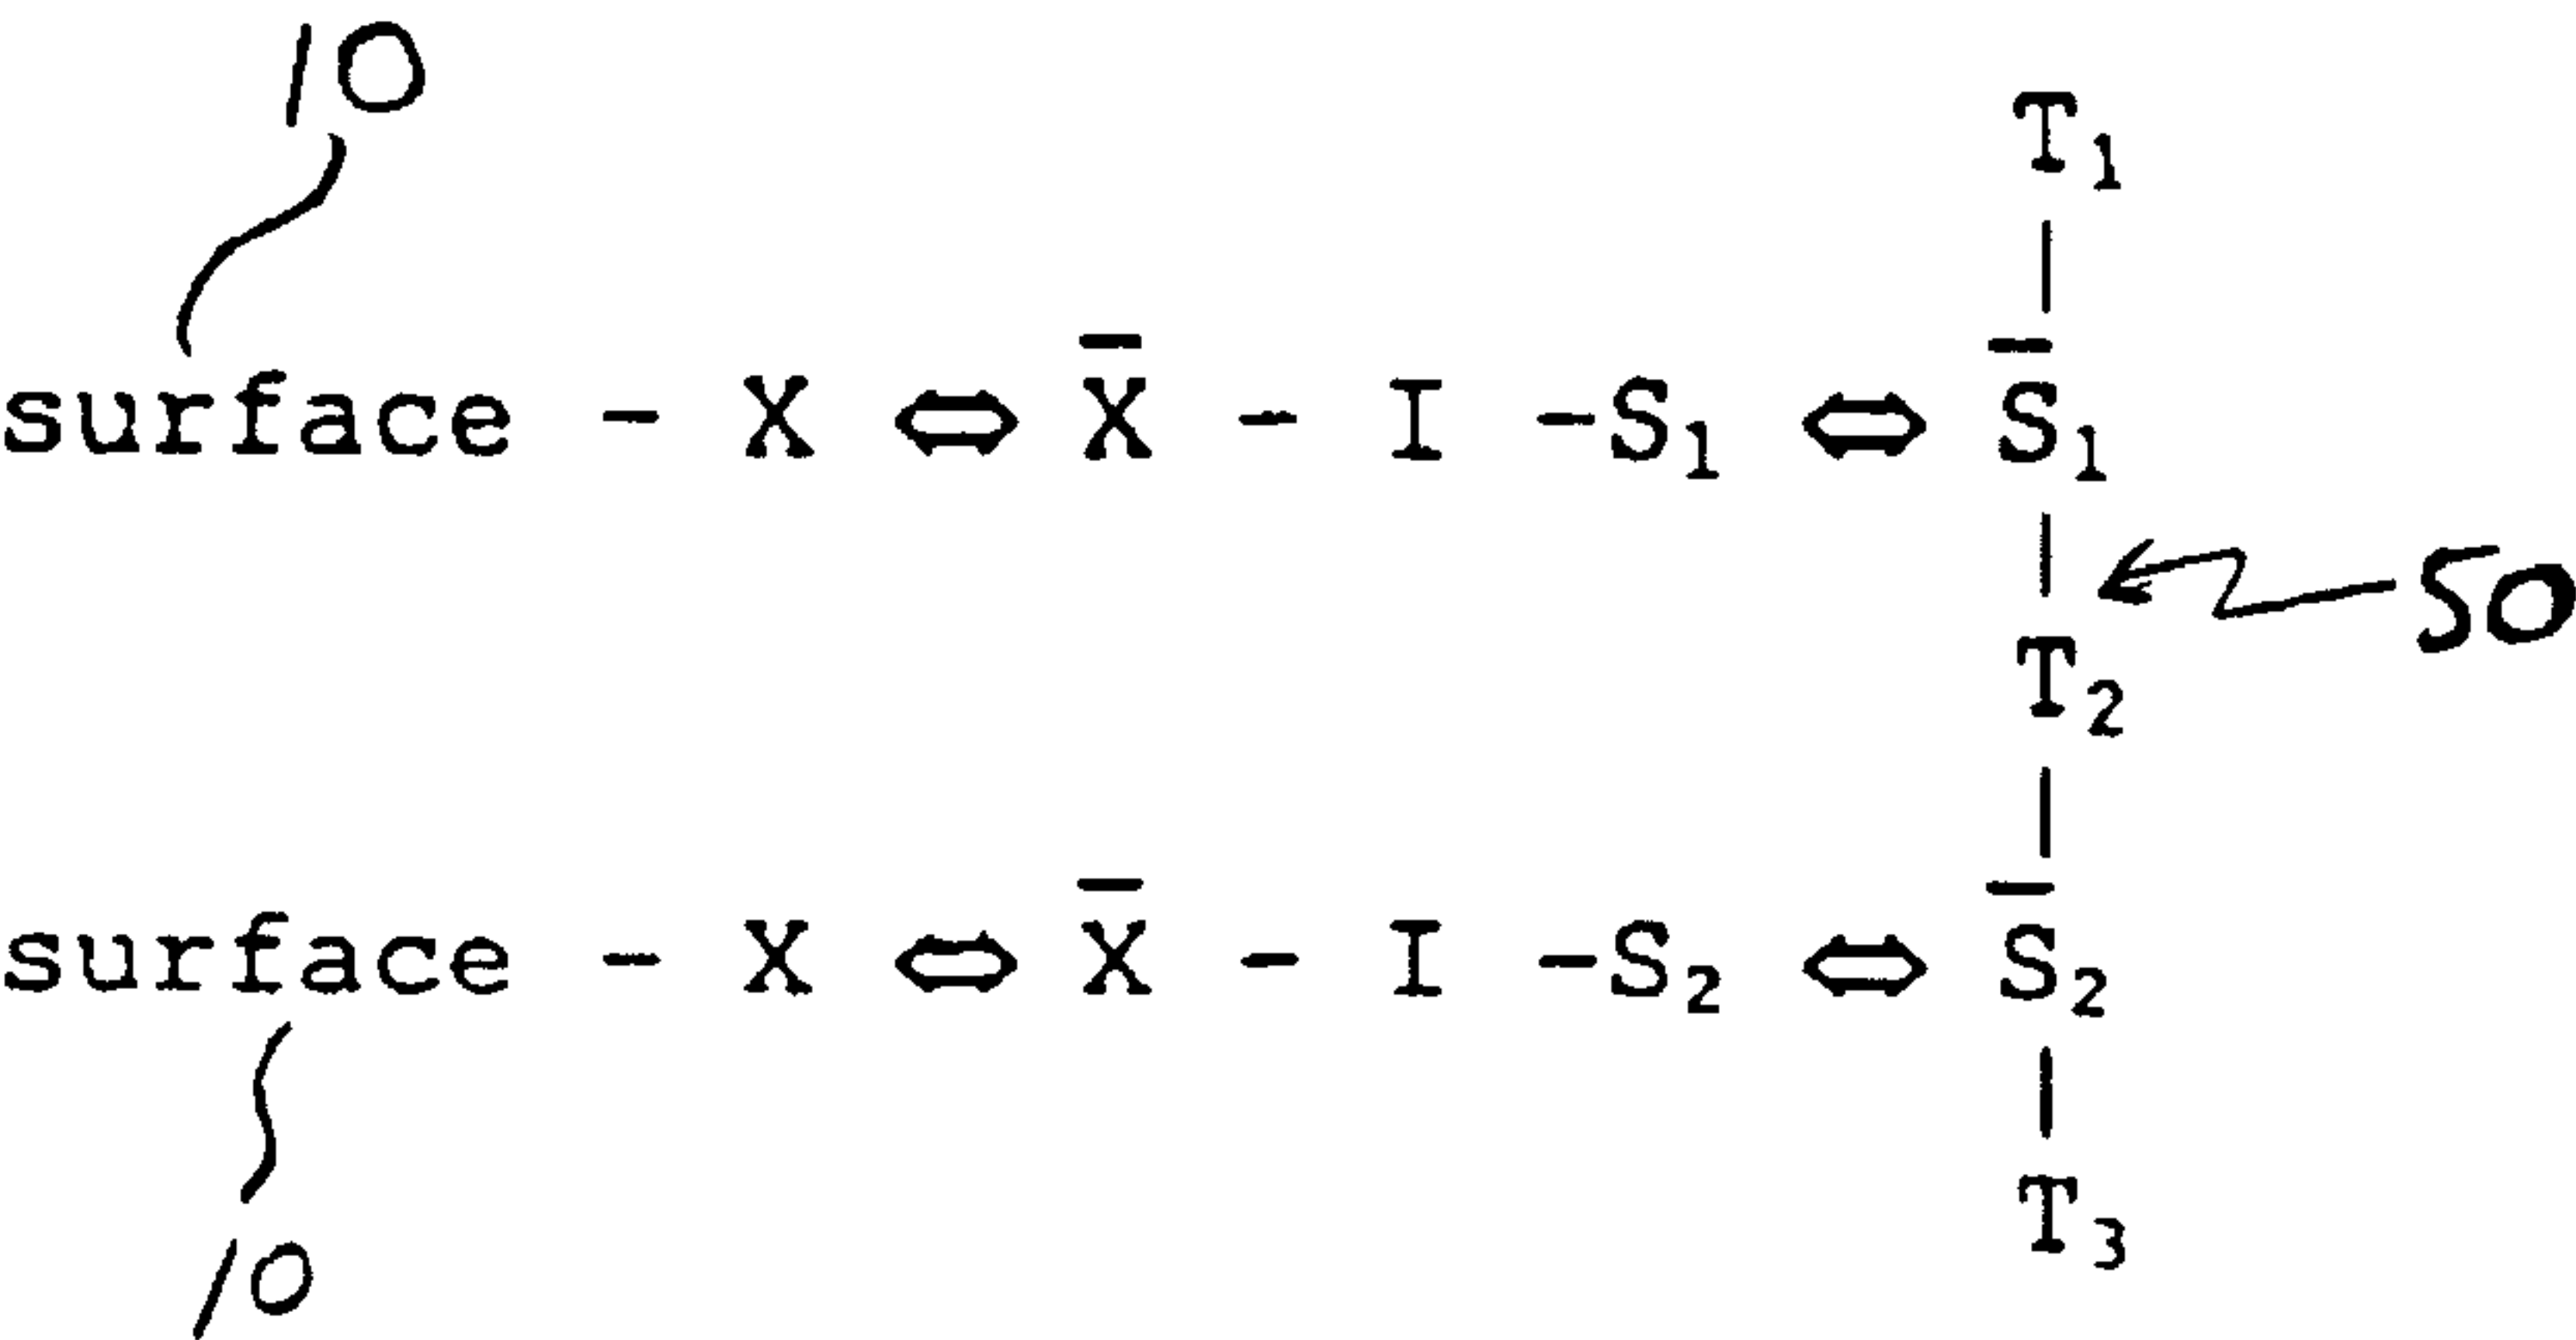 10
T₁
|
surface - X ⇔ X̄ - I -S₁ ⇔ S̄₁
|
50
T₂
|
surface - X ⇔ X̄ - I -S₂ ⇔ S̄₂
|
T₃
10